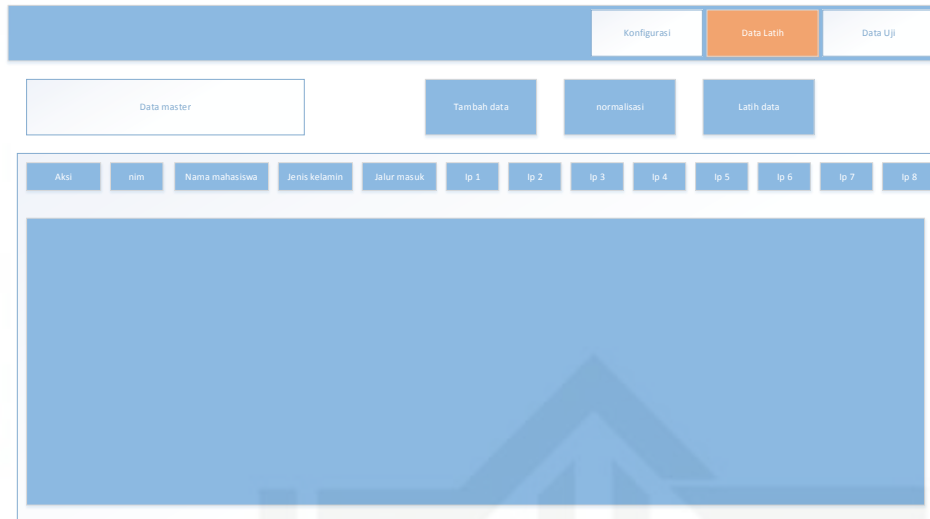 Konfigurasi Data Latih Data Uji
Data master Tambah data normalisasi Latih data
Aksi nim Nama mahasiswa Jenis kelamin Jalur masuk Ip 1 Ip 2 Ip 3 Ip 4 Ip 5 Ip 6 Ip 7 Ip 8